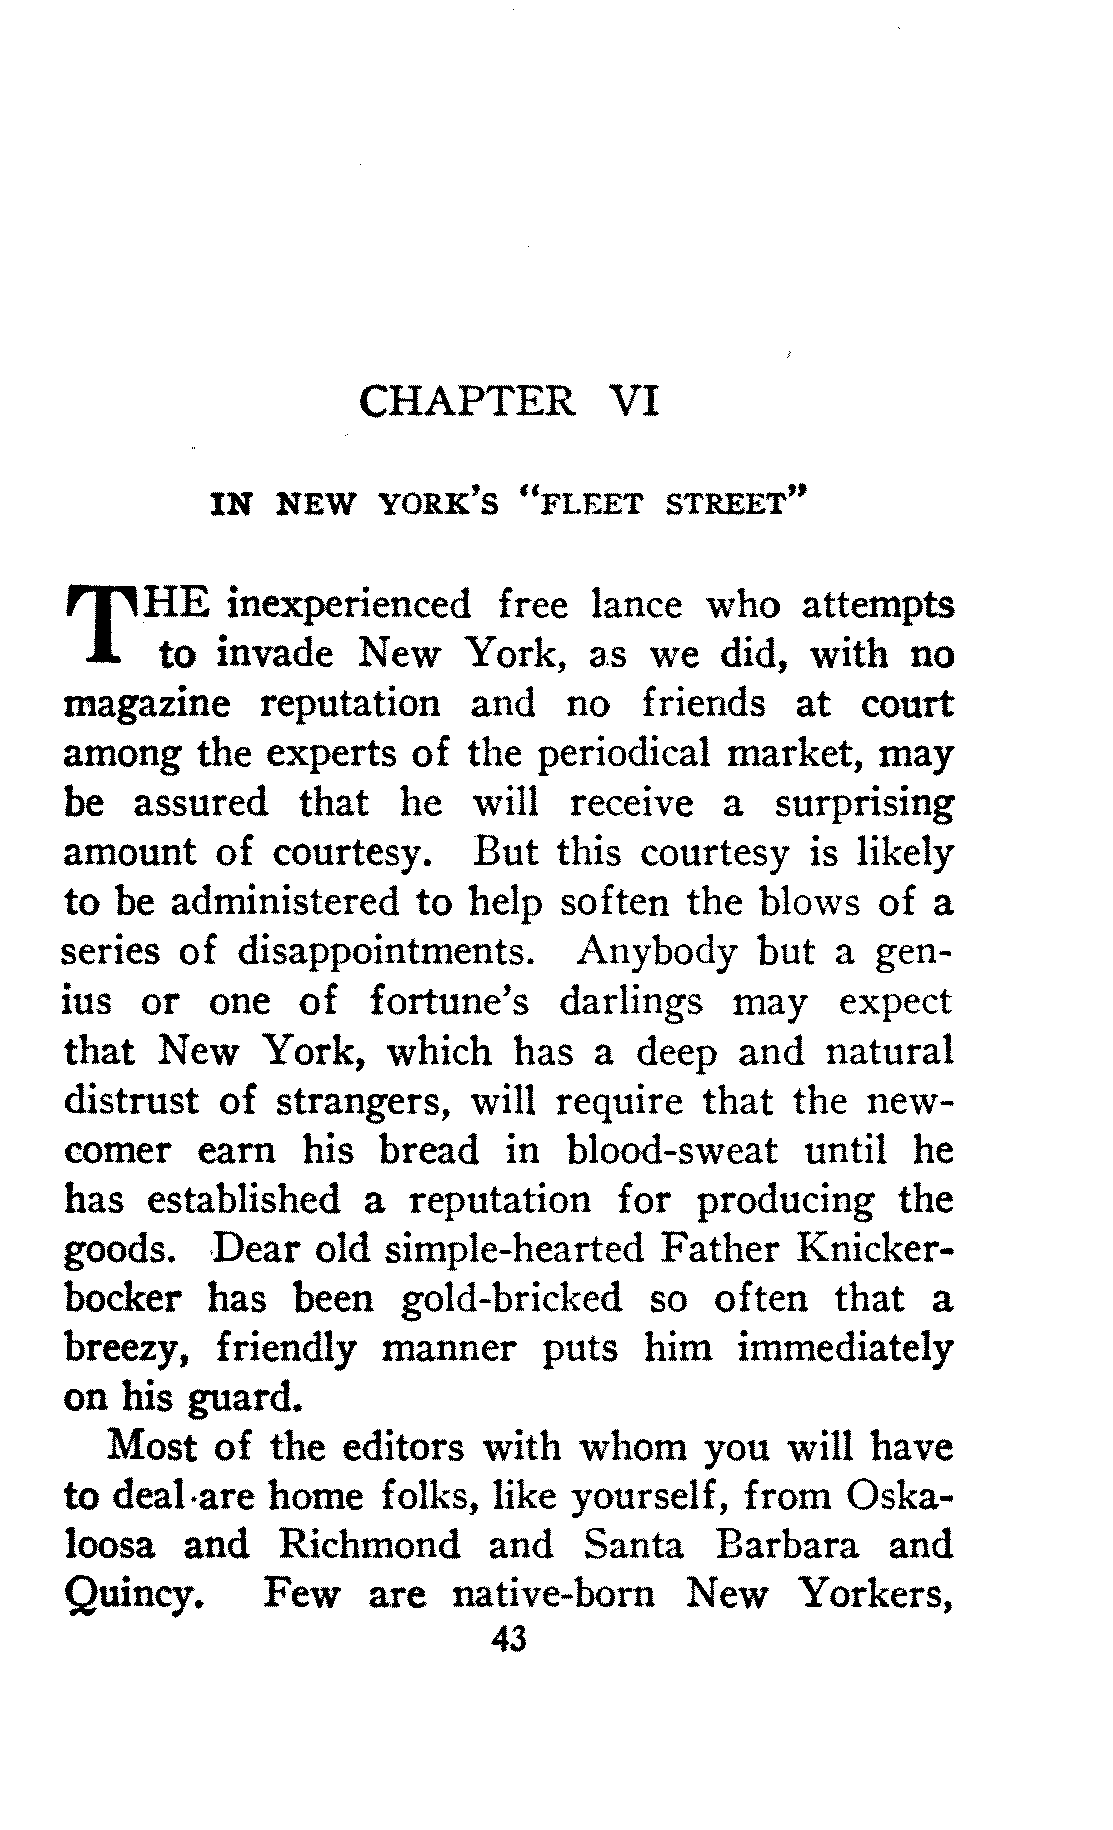 CHAPTER VI
IN NEW YORK'S "FLEET STREET"
THE inexperienced free lance who attempts
to invade New York, as we did, with no
magazine reputation and no friends at court
among the experts of the periodical market, may
be assured that he will receive a surprising
amount of courtesy. But this courtesy is likely
to be administered to help soften the blows of a
series of disappointments. Anybody but a gen-
ius or one of fortune's darlings may expect
that New York, which has a deep and natural
distrust of strangers, will require that the new-
comer earn his bread in blood-sweat until he
has established a reputation for producing the
goods. Dear old simple-hearted Father Knicker-
bocker has been gold-bricked so often that a
breezy, friendly manner puts him immediately
on his guard.
Most of the editors with whom you will have
to deal are home folks, like yourself, from Oska-
loosa and Richmond and Santa Barbara and
Quincy. Few are native-born New Yorkers,
43